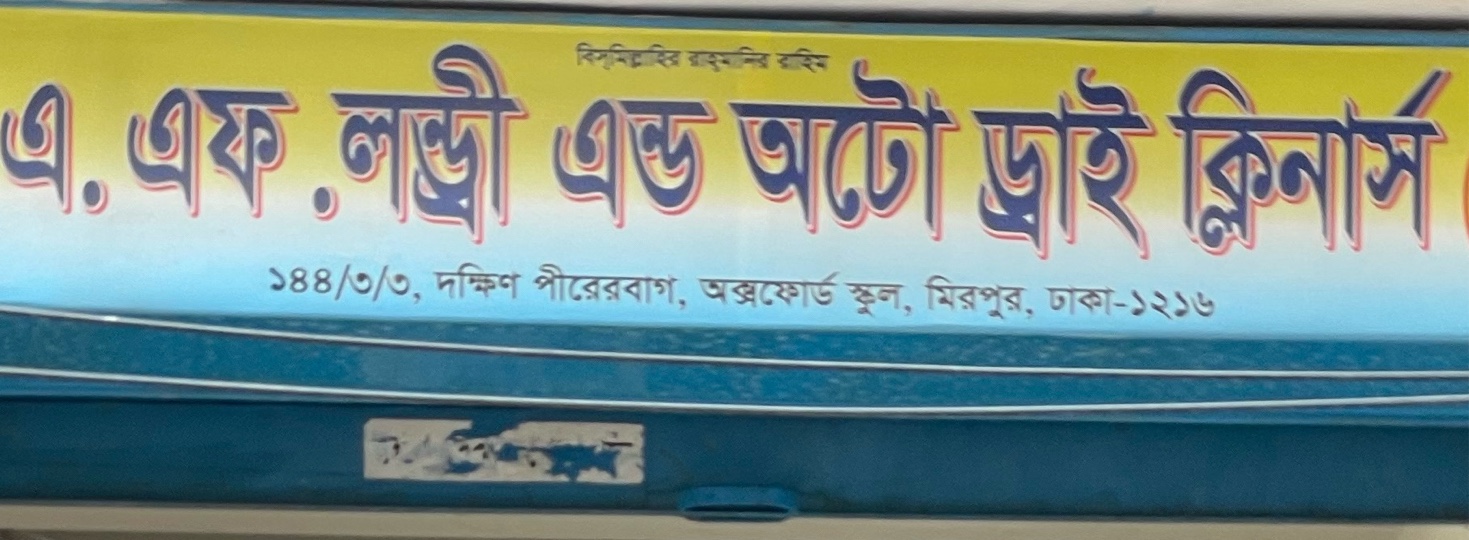 বিসমিল্লাহির রাহমানির রাহিম
এ. এফ. লন্ড্রী এন্ড অটো ড্রাই ক্লিনার্স
১৪৪/৩/৩, দক্ষিণ পীরেরবাগ, অক্সফোর্ড স্কুল, মিরপুর, ঢাকা-১২১৬